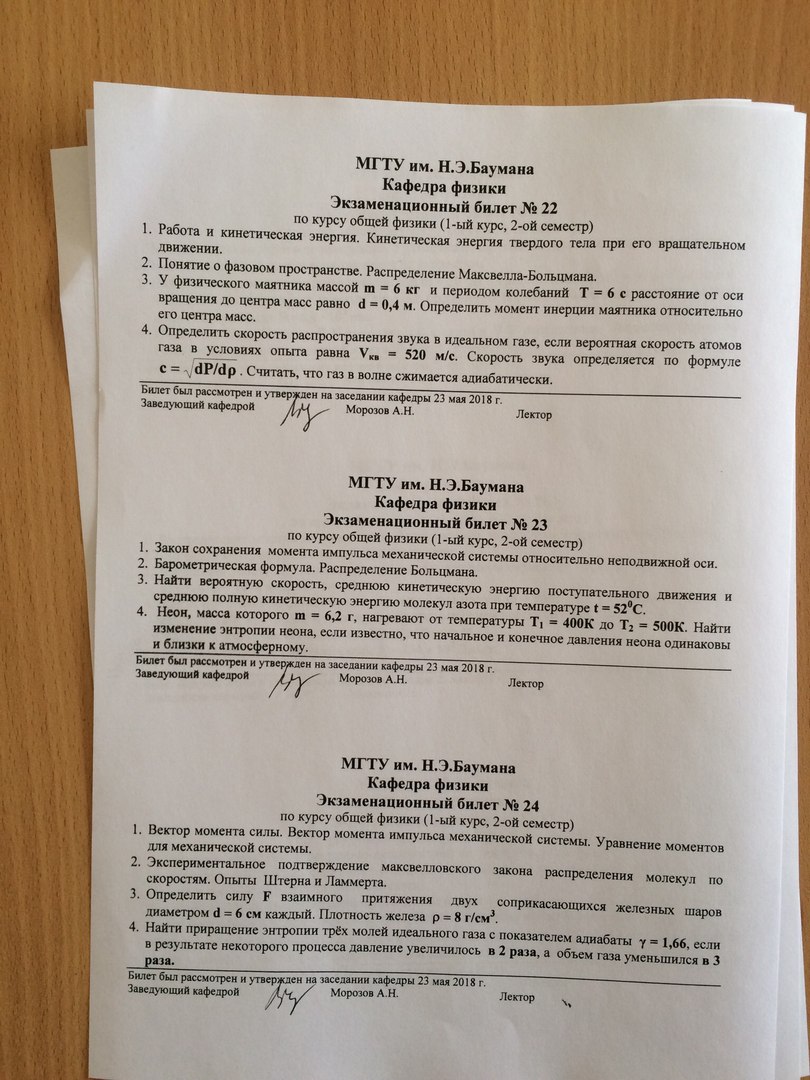 МГТУ им. Н.Э.Баумана
Кафедра физики
Экзаменационный билет № 22
по курсу общей физики (1-ый курс, 2-ой семестр)
1. Работа и кинетическая энергия. Кинетическая энергия твердого тела при его вращательном
движении.
2. Понятие о фазовом пространстве. Распределение Максвелла-Больцмана.
3. У физического маятника массой m = 6 кг и периодом колебаний T = 6 с расстояние от оси
вращения до центра масс равно d = 0,4 м. Определить момент инерции маятника относительно
его центра масс.
4. Определить скорость распространения звука в идеальном газе, если вероятная скорость атомов
газа в условиях опыта равна Vкв = 520 м/с. Скорость звука определяется по формуле
c = √dP/dρ . Считать, что газ в волне сжимается адиабатически.
Билет был рассмотрен и утвержден на заседании кафедры 23 мая 2018 г.
Заведующий кафедрой Морозов А.Н. Лектор
МГТУ им. Н.Э.Баумана
Кафедра физики
Экзаменационный билет № 23
по курсу общей физики (1-ый курс, 2-ой семестр)
1. Закон сохранения момента импульса механической системы относительно неподвижной оси.
2. Барометрическая формула. Распределение Больцмана.
3. Найти вероятную скорость, среднюю кинетическую энергию поступательного движения и
среднюю полную кинетическую энергию молекул азота при температуре t = 52⁰С.
4. Неон, масса которого m = 6,2 г, нагревают от температуры T₁ = 400К до T₂ = 500К. Найти
изменение энтропии неона, если известно, что начальное и конечное давления неона одинаковы
и близки к атмосферному.
Билет был рассмотрен и утвержден на заседании кафедры 23 мая 2018 г.
Заведующий кафедрой Морозов А.Н. Лектор
МГТУ им. Н.Э.Баумана
Кафедра физики
Экзаменационный билет № 24
по курсу общей физики (1-ый курс, 2-ой семестр)
1. Вектор момента силы. Вектор момента импульса механической системы. Уравнение моментов
для механической системы.
2. Экспериментальное подтверждение максвелловского закона распределения молекул по
скоростям. Опыты Штерна и Ламмерта.
3. Определить силу F взаимного притяжения двух соприкасающихся железных шаров
диаметром d = 6 см каждый. Плотность железа ρ = 8 г/см³.
4. Найти приращение энтропии трёх молей идеального газа с показателем адиабаты γ = 1,66, если
в результате некоторого процесса давление увеличилось в 2 раза, а объем газа уменьшился в 3
раза.
Билет был рассмотрен и утвержден на заседании кафедры 23 мая 2018 г.
Заведующий кафедрой Морозов А.Н. Лектор